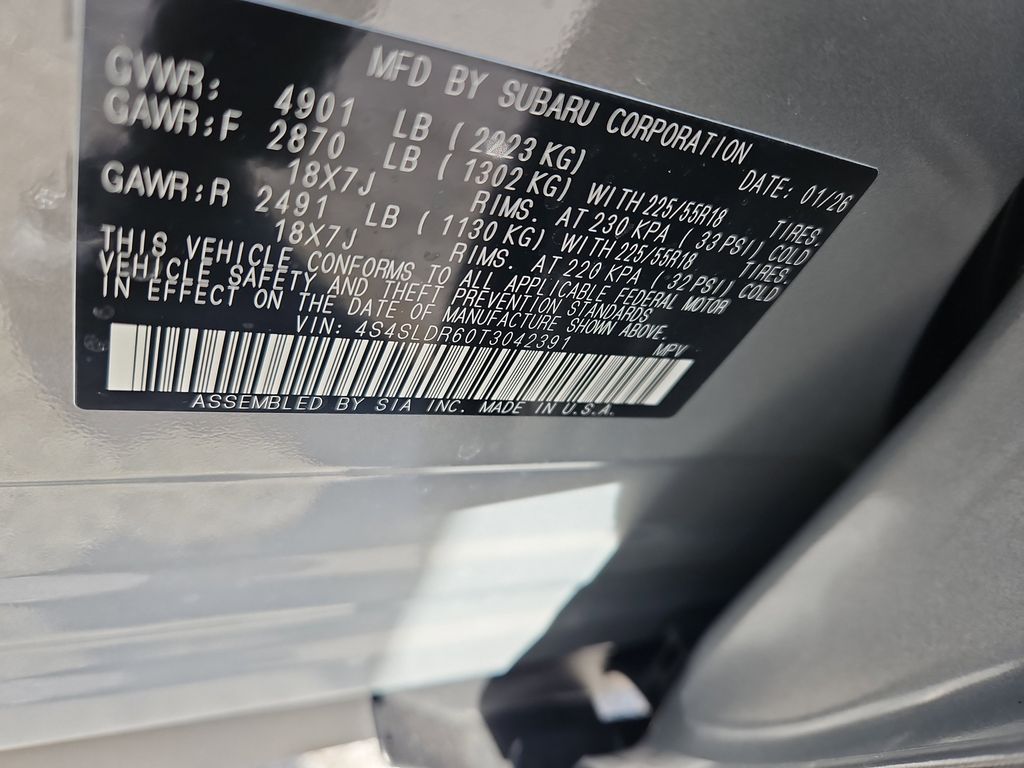 MFD BY SUBARU CORPORATION DATE: 01/26
GVWR: 4901 LB (2223 KG)
GAWR:F 2870 LB (1302 KG) WITH 225/55R18 TIRES.
18X7J RIMS. AT 230 KPA (33 PSI) COLD
GAWR:R 2491 LB (1130 KG) WITH 225/55R18 TIRES.
18X7J RIMS. AT 220 KPA (32 PSI) COLD
THIS VEHICLE CONFORMS TO ALL APPLICABLE FEDERAL MOTOR
VEHICLE SAFETY AND THEFT PREVENTION STANDARDS
IN EFFECT ON THE DATE OF MANUFACTURE SHOWN ABOVE.
VIN: 4S4SLDR60T3042391 MPV
ASSEMBLED BY SIA INC. MADE IN U.S.A.